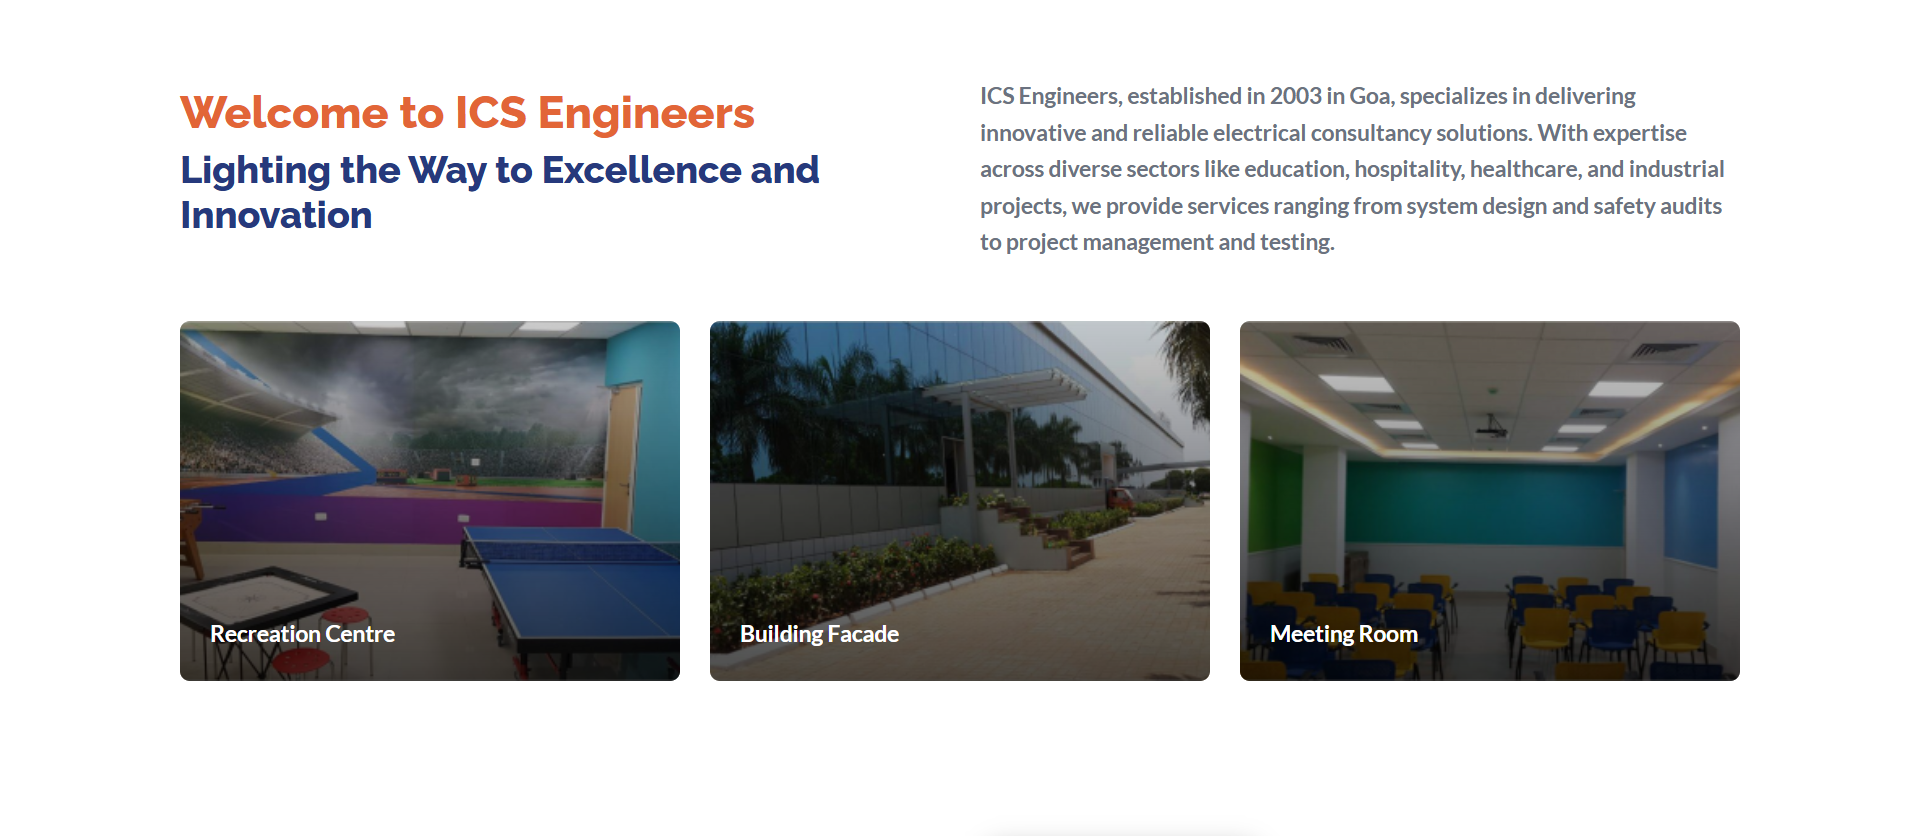 Welcome to ICS Engineers
Lighting the Way to Excellence and
Innovation
ICS Engineers, established in 2003 in Goa, specializes in delivering
innovative and reliable electrical consultancy solutions. With expertise
across diverse sectors like education, hospitality, healthcare, and industrial
projects, we provide services ranging from system design and safety audits
to project management and testing.
Recreation Centre
Building Facade
Meeting Room